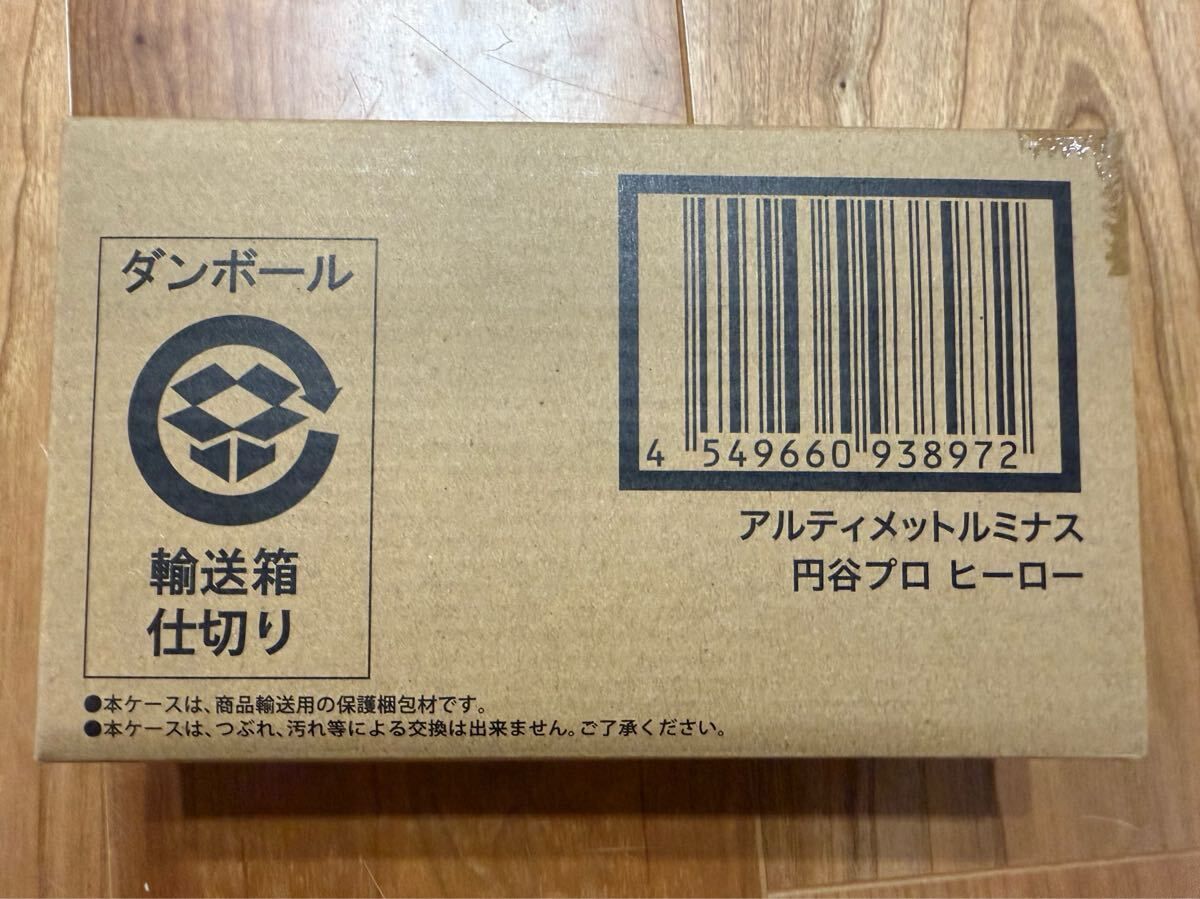 ダンボール
輸送箱
仕切り
4 549660 938972
アルティメットルミナス
円谷プロ ヒーロー
●本ケースは、商品輸送用の保護梱包材です。
●本ケースは、つぶれ、汚れ等による交換は出来ません。ご了承ください。